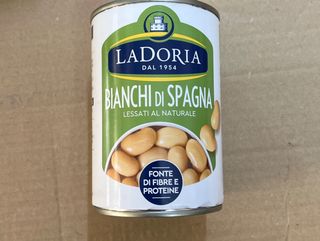 LADORIA
DAL 1954
BIANCHI DI SPAGNA
LESSATI AL NATURALE
FONTE
DI FIBRE E
PROTEINE